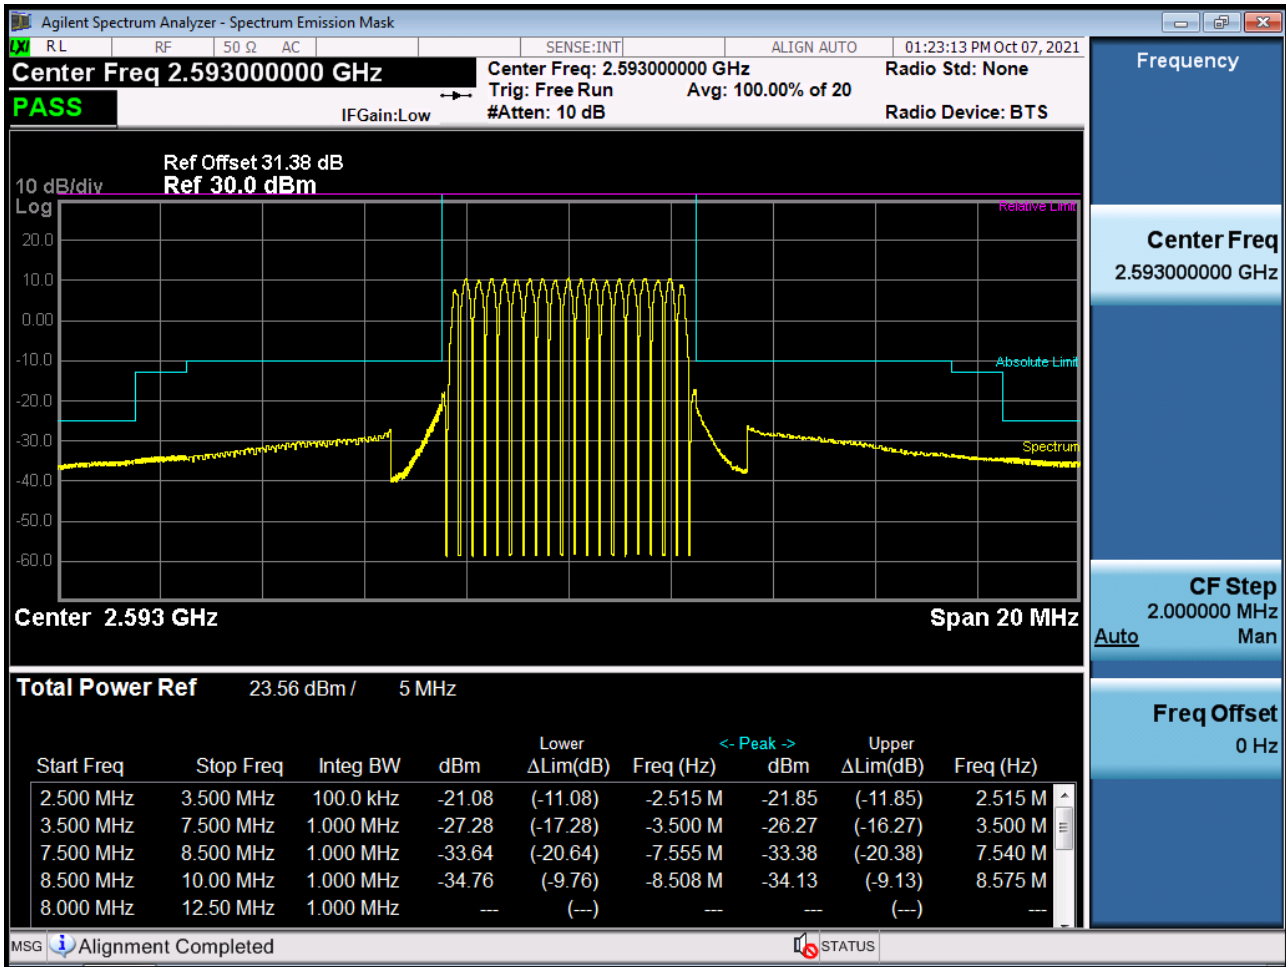 Agilent Spectrum Analyzer - Spectrum Emission Mask
LXI RL RF 50 Ω AC SENSE:INT ALIGN AUTO 01:23:13 PM Oct 07, 2021
Center Freq 2.593000000 GHz
PASS
IFGain:Low
Center Freq: 2.593000000 GHz
Trig: Free Run Avg: 100.00% of 20
#Atten: 10 dB
Radio Std: None
Radio Device: BTS
Ref Offset 31.38 dB
10 dB/div Ref 30.0 dBm
Log
Relative Limit
20.0
10.0
0.00
-10.0
Absolute Limit
-20.0
-30.0
Spectrum
-40.0
-50.0
-60.0
Center 2.593 GHz Span 20 MHz
Total Power Ref 23.56 dBm / 5 MHz
Lower <- Peak -> Upper
Start Freq Stop Freq Integ BW dBm ΔLim(dB) Freq (Hz) dBm ΔLim(dB) Freq (Hz)
2.500 MHz 3.500 MHz 100.0 kHz -21.08 (-11.08) -2.515 M -21.85 (-11.85) 2.515 M
3.500 MHz 7.500 MHz 1.000 MHz -27.28 (-17.28) -3.500 M -26.27 (-16.27) 3.500 M
7.500 MHz 8.500 MHz 1.000 MHz -33.64 (-20.64) -7.555 M -33.38 (-20.38) 7.540 M
8.500 MHz 10.00 MHz 1.000 MHz -34.76 (-9.76) -8.508 M -34.13 (-9.13) 8.575 M
8.000 MHz 12.50 MHz 1.000 MHz --- (---) --- --- (---) ---
MSG Alignment Completed STATUS
Frequency
Center Freq
2.593000000 GHz
CF Step
2.000000 MHz
Auto Man
Freq Offset
0 Hz